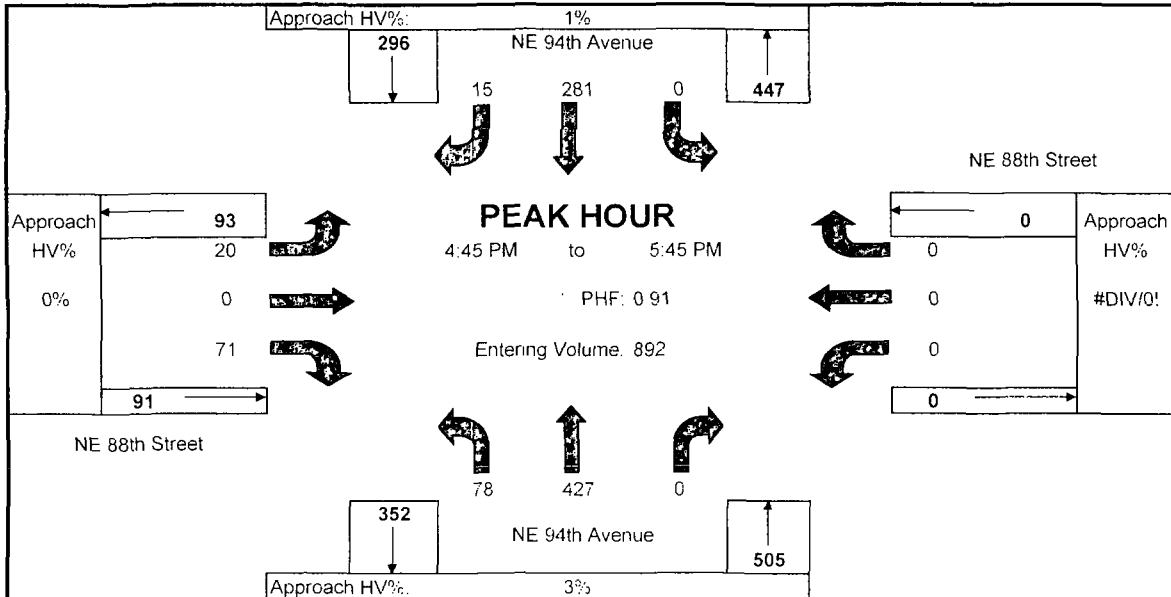 Approach HV%: 1%
296 NE 94th Avenue 447
15 281 0
NE 88th Street
Approach 93 PEAK HOUR 0 Approach
HV% 20 4:45 PM to 5:45 PM 0 HV%
0% 0 PHF: 0 91 0 #DIV/0!
71 Entering Volume. 892 0
91 0
NE 88th Street
78 427 0
352 NE 94th Avenue 505
Approach HV%. 3%